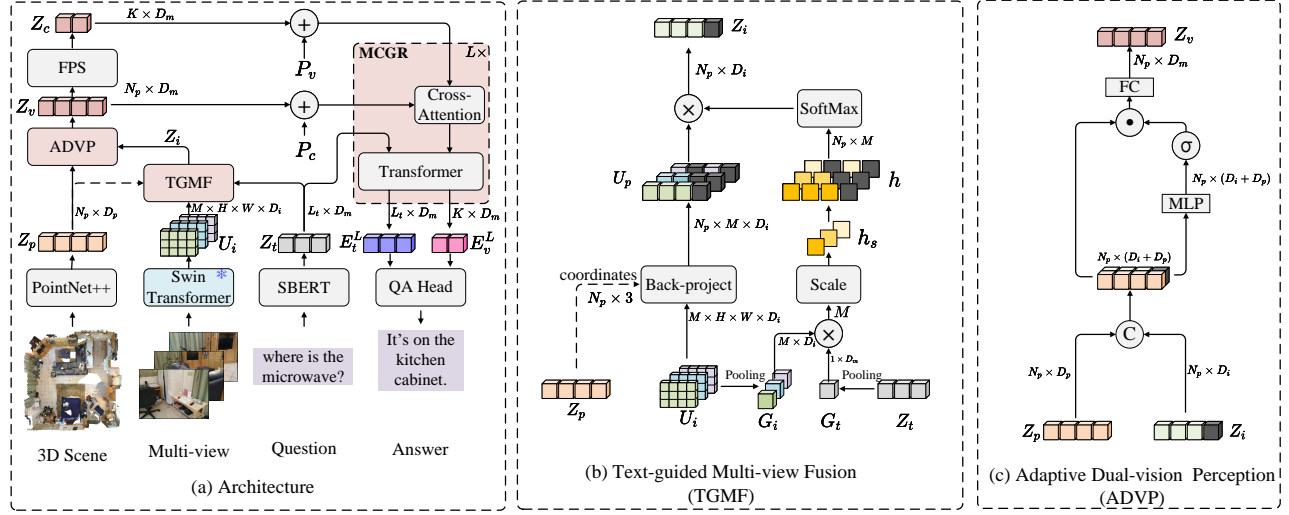 Z_c
K × D_m
+
P_v
MCGR
L×
FPS
N_p × D_m
Z_v
+
P_c
Cross-
Attention
ADVP
Z_i
TGMF
Transformer
N_p × D_p
M × H × W × D_i
L_t × D_m
L_t × D_m
K × D_m
Z_p
U_i
Z_t
E_t^L
E_v^L
PointNet++
Swin
Transformer
*
SBERT
QA Head
where is the
microwave?
It's on the
kitchen
cabinet.
3D Scene
Multi-view
Question
Answer
(a) Architecture
Z_i
N_p × D_i
×
SoftMax
N_p × M
U_p
h
N_p × M × D_i
h_s
coordinates
N_p × 3
Back-project
Scale
M
M × H × W × D_i
M × D_i
×
1 × D_m
Pooling
Pooling
Z_p
U_i
G_i
G_t
Z_t
(b) Text-guided Multi-view Fusion
(TGMF)
Z_v
N_p × D_m
FC
σ
N_p × (D_i + D_p)
MLP
N_p × (D_i + D_p)
C
N_p × D_p
N_p × D_i
Z_p
Z_i
(c) Adaptive Dual-vision Perception
(ADVP)